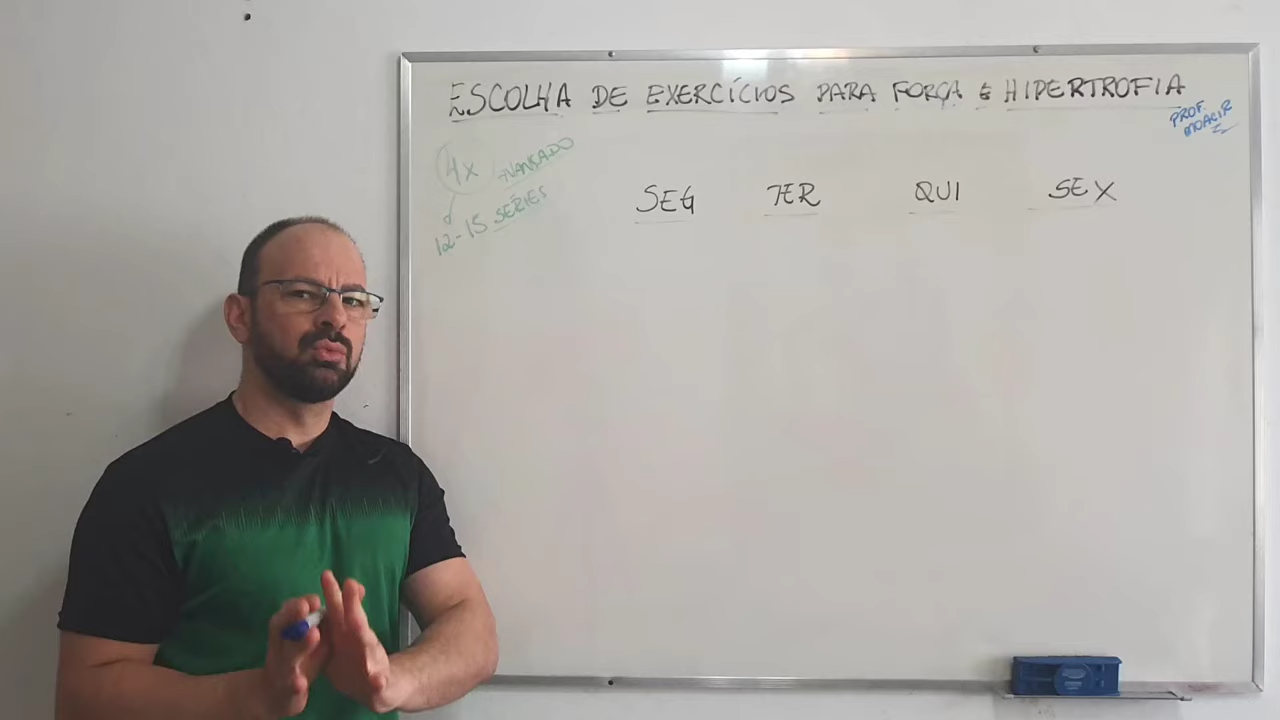 ESCOLHA DE EXERCÍCIOS PARA FORÇA E HIPERTROFIA
PROF. MOACIR
4x AVANÇADO
12-15 SÉRIES
SEG TER QUI SEX